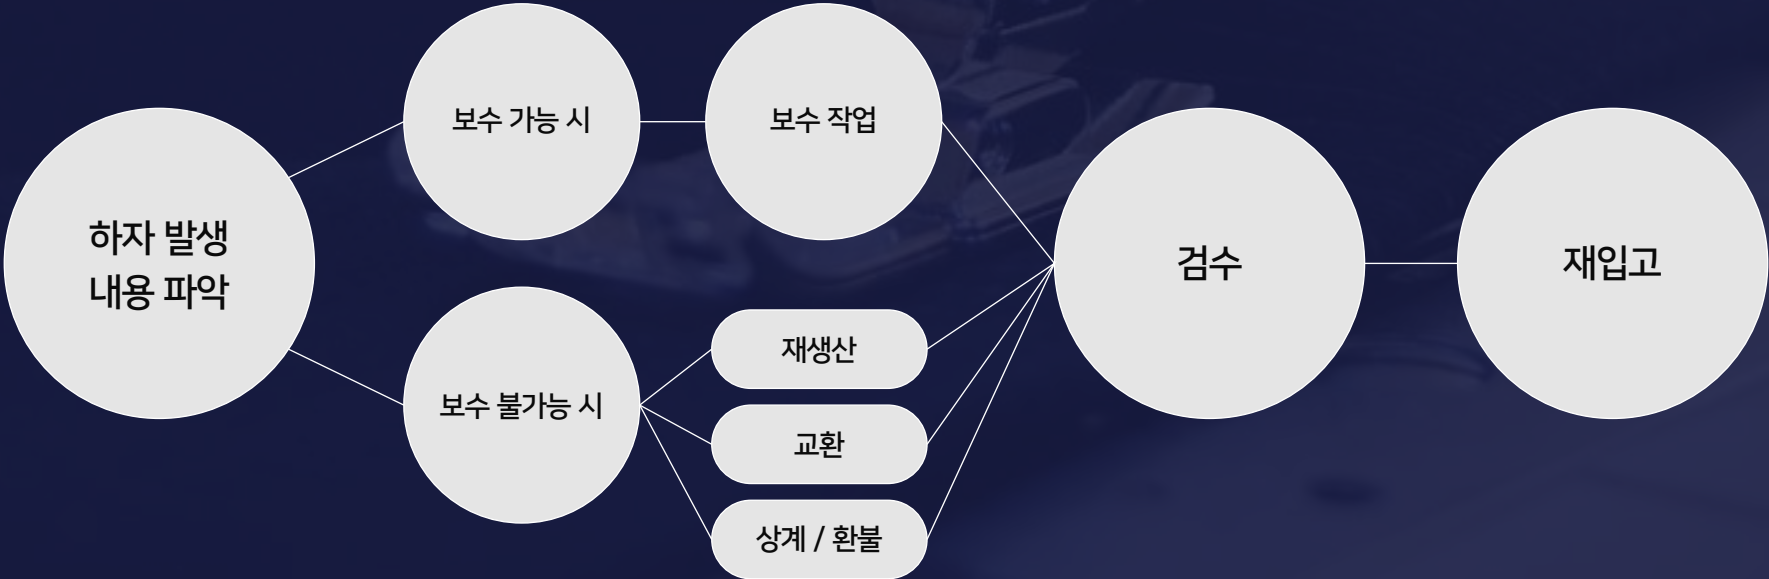 하자 발생
내용 파악
보수 가능 시
보수 작업
보수 불가능 시
재생산
교환
상계 / 환불
검수
재입고